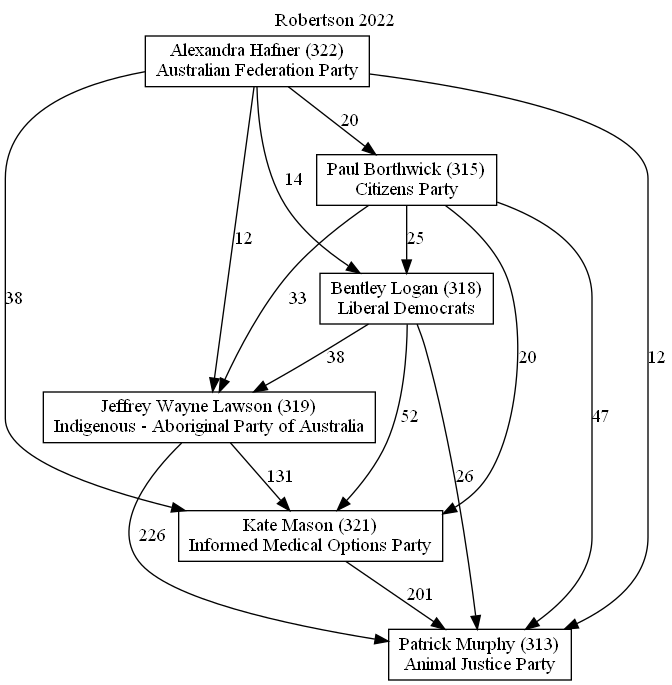 Robertson 2022
Alexandra Hafner (322)
Australian Federation Party
20
Paul Borthwick (315)
Citizens Party
14
12
25
Bentley Logan (318)
Liberal Democrats
38
33
38
20
12
Jeffrey Wayne Lawson (319)
Indigenous - Aboriginal Party of Australia
52
47
131
26
Kate Mason (321)
Informed Medical Options Party
226
201
Patrick Murphy (313)
Animal Justice Party